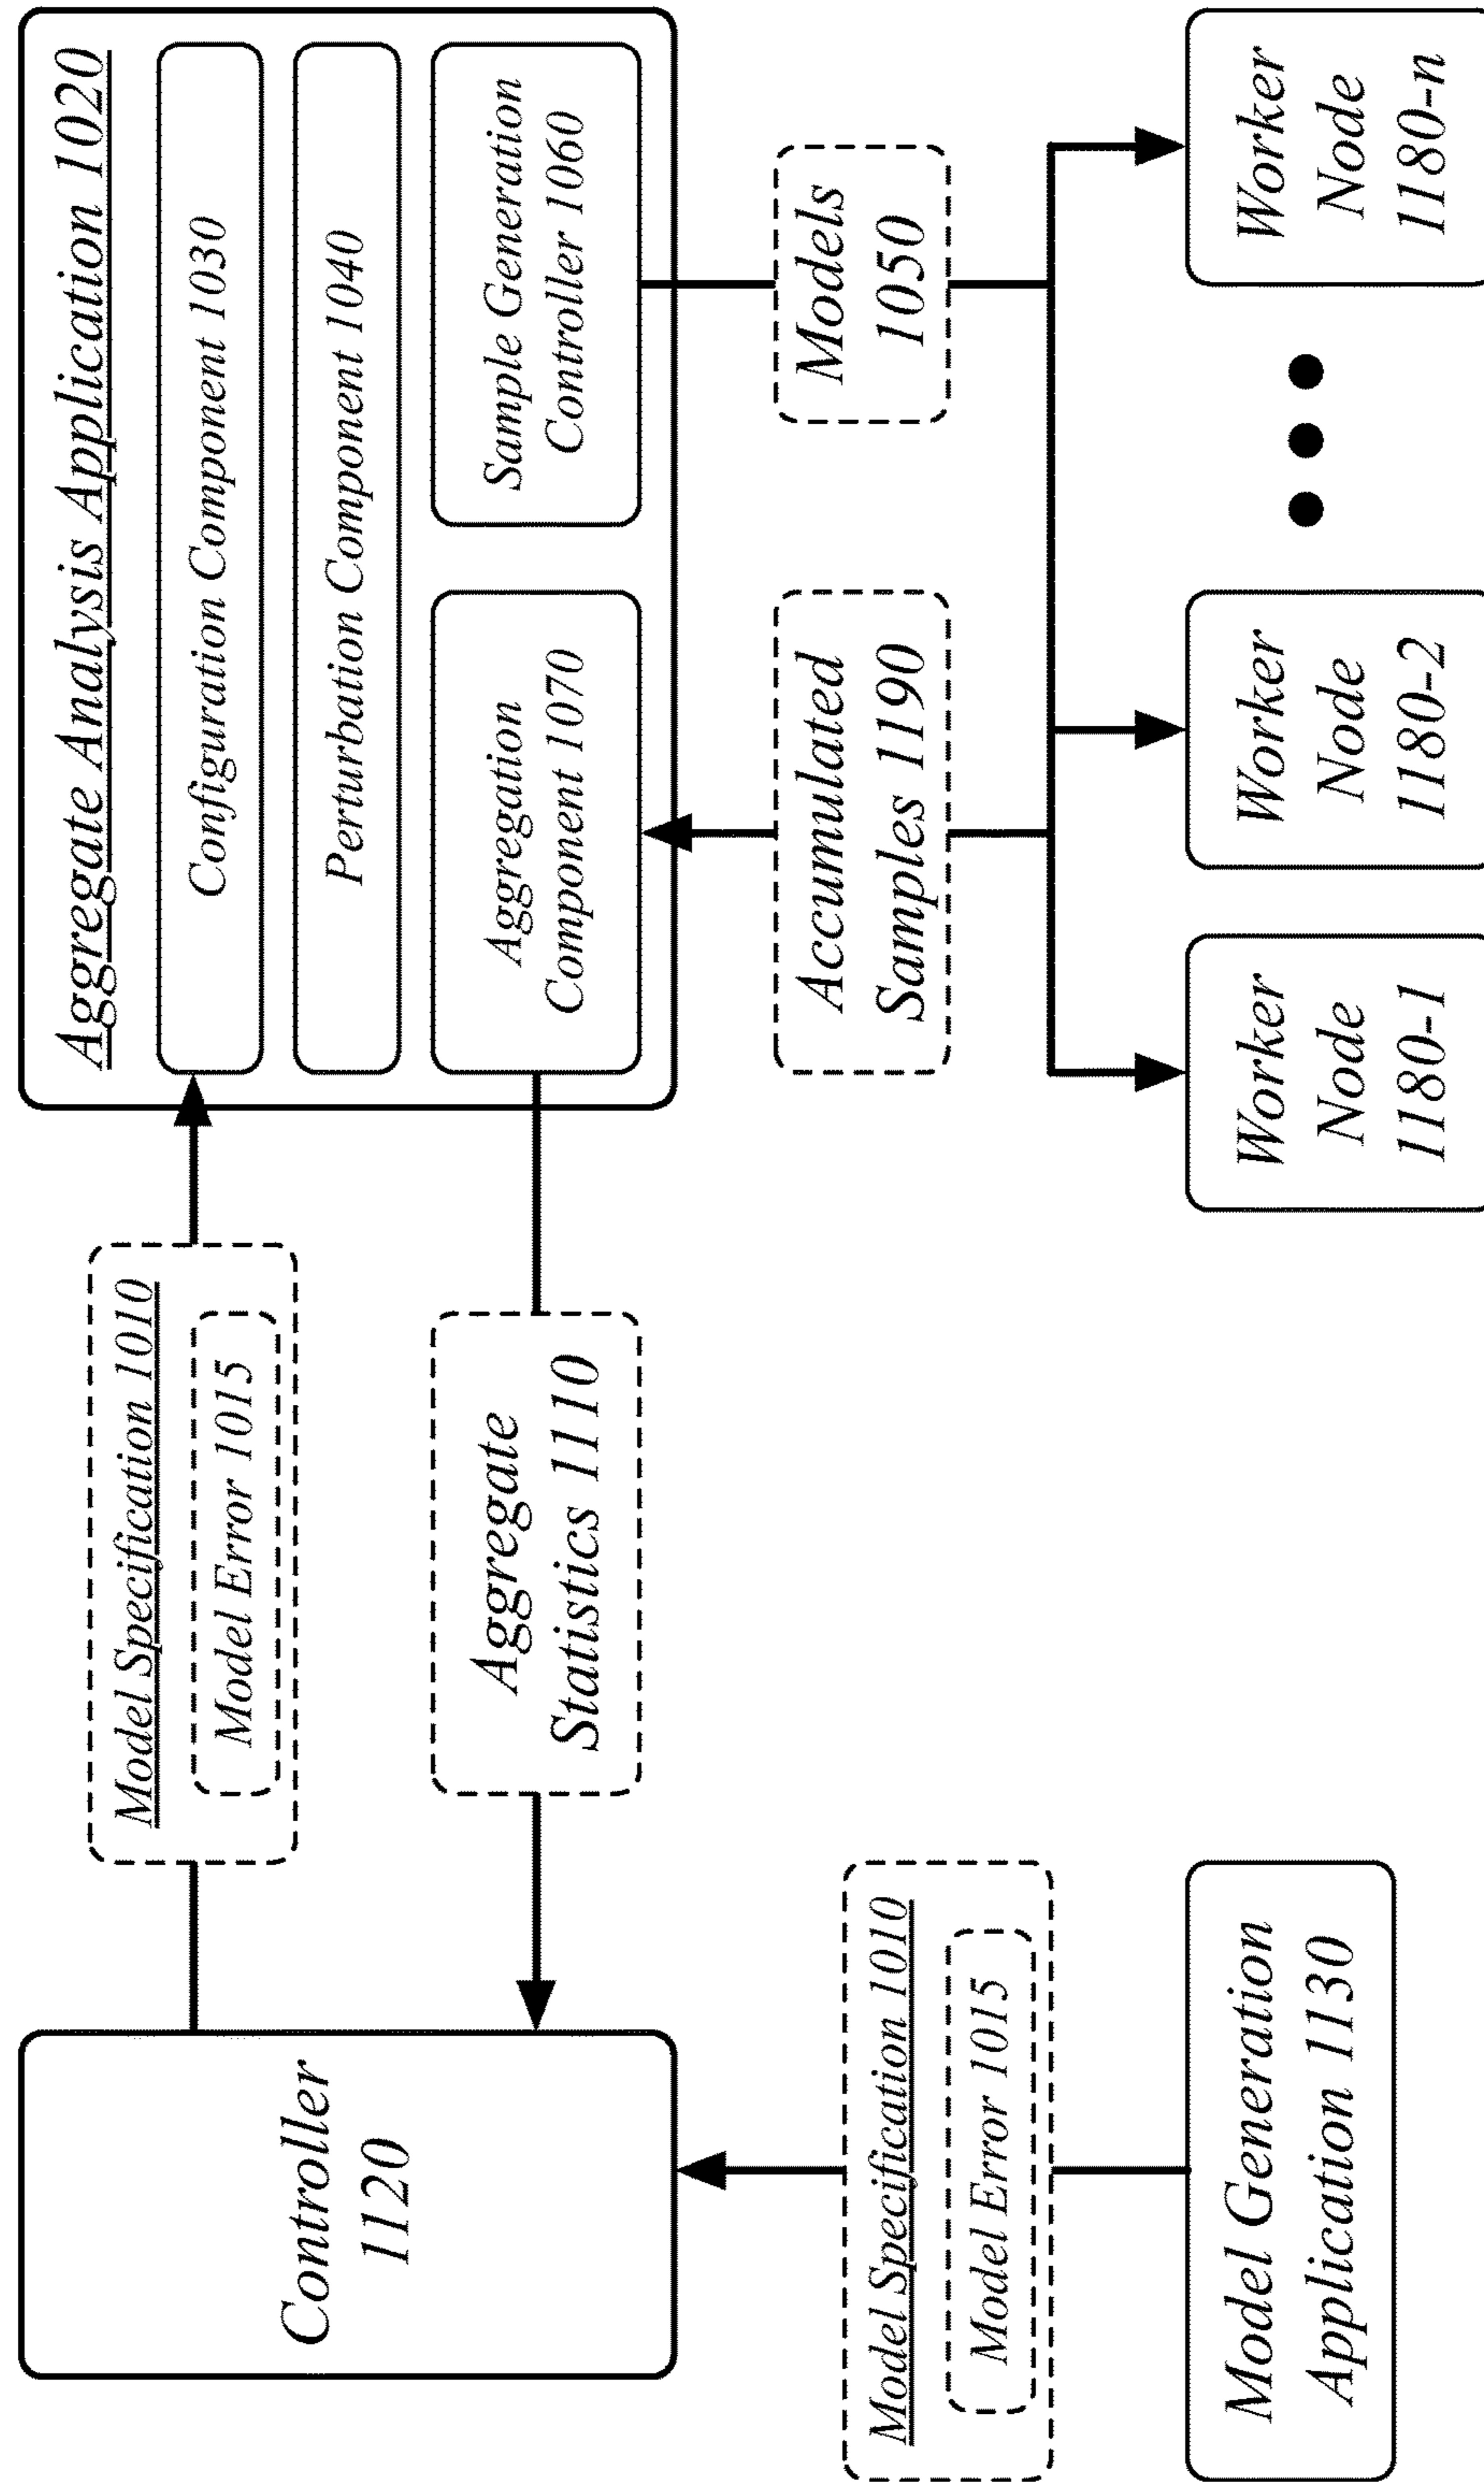 Controller
1120
Model Specification 1010
Model Error 1015
Aggregate
Statistics 1110
Aggregate Analysis Application 1020
Configuration Component 1030
Perturbation Component 1040
Aggregation
Component 1070
Sample Generation
Controller 1060
Model Specification 1010
Model Error 1015
Accumulated
Samples 1190
Models
1050
Model Generation
Application 1130
Worker
Node
1180-1
Worker
Node
1180-2
Worker
Node
1180-n